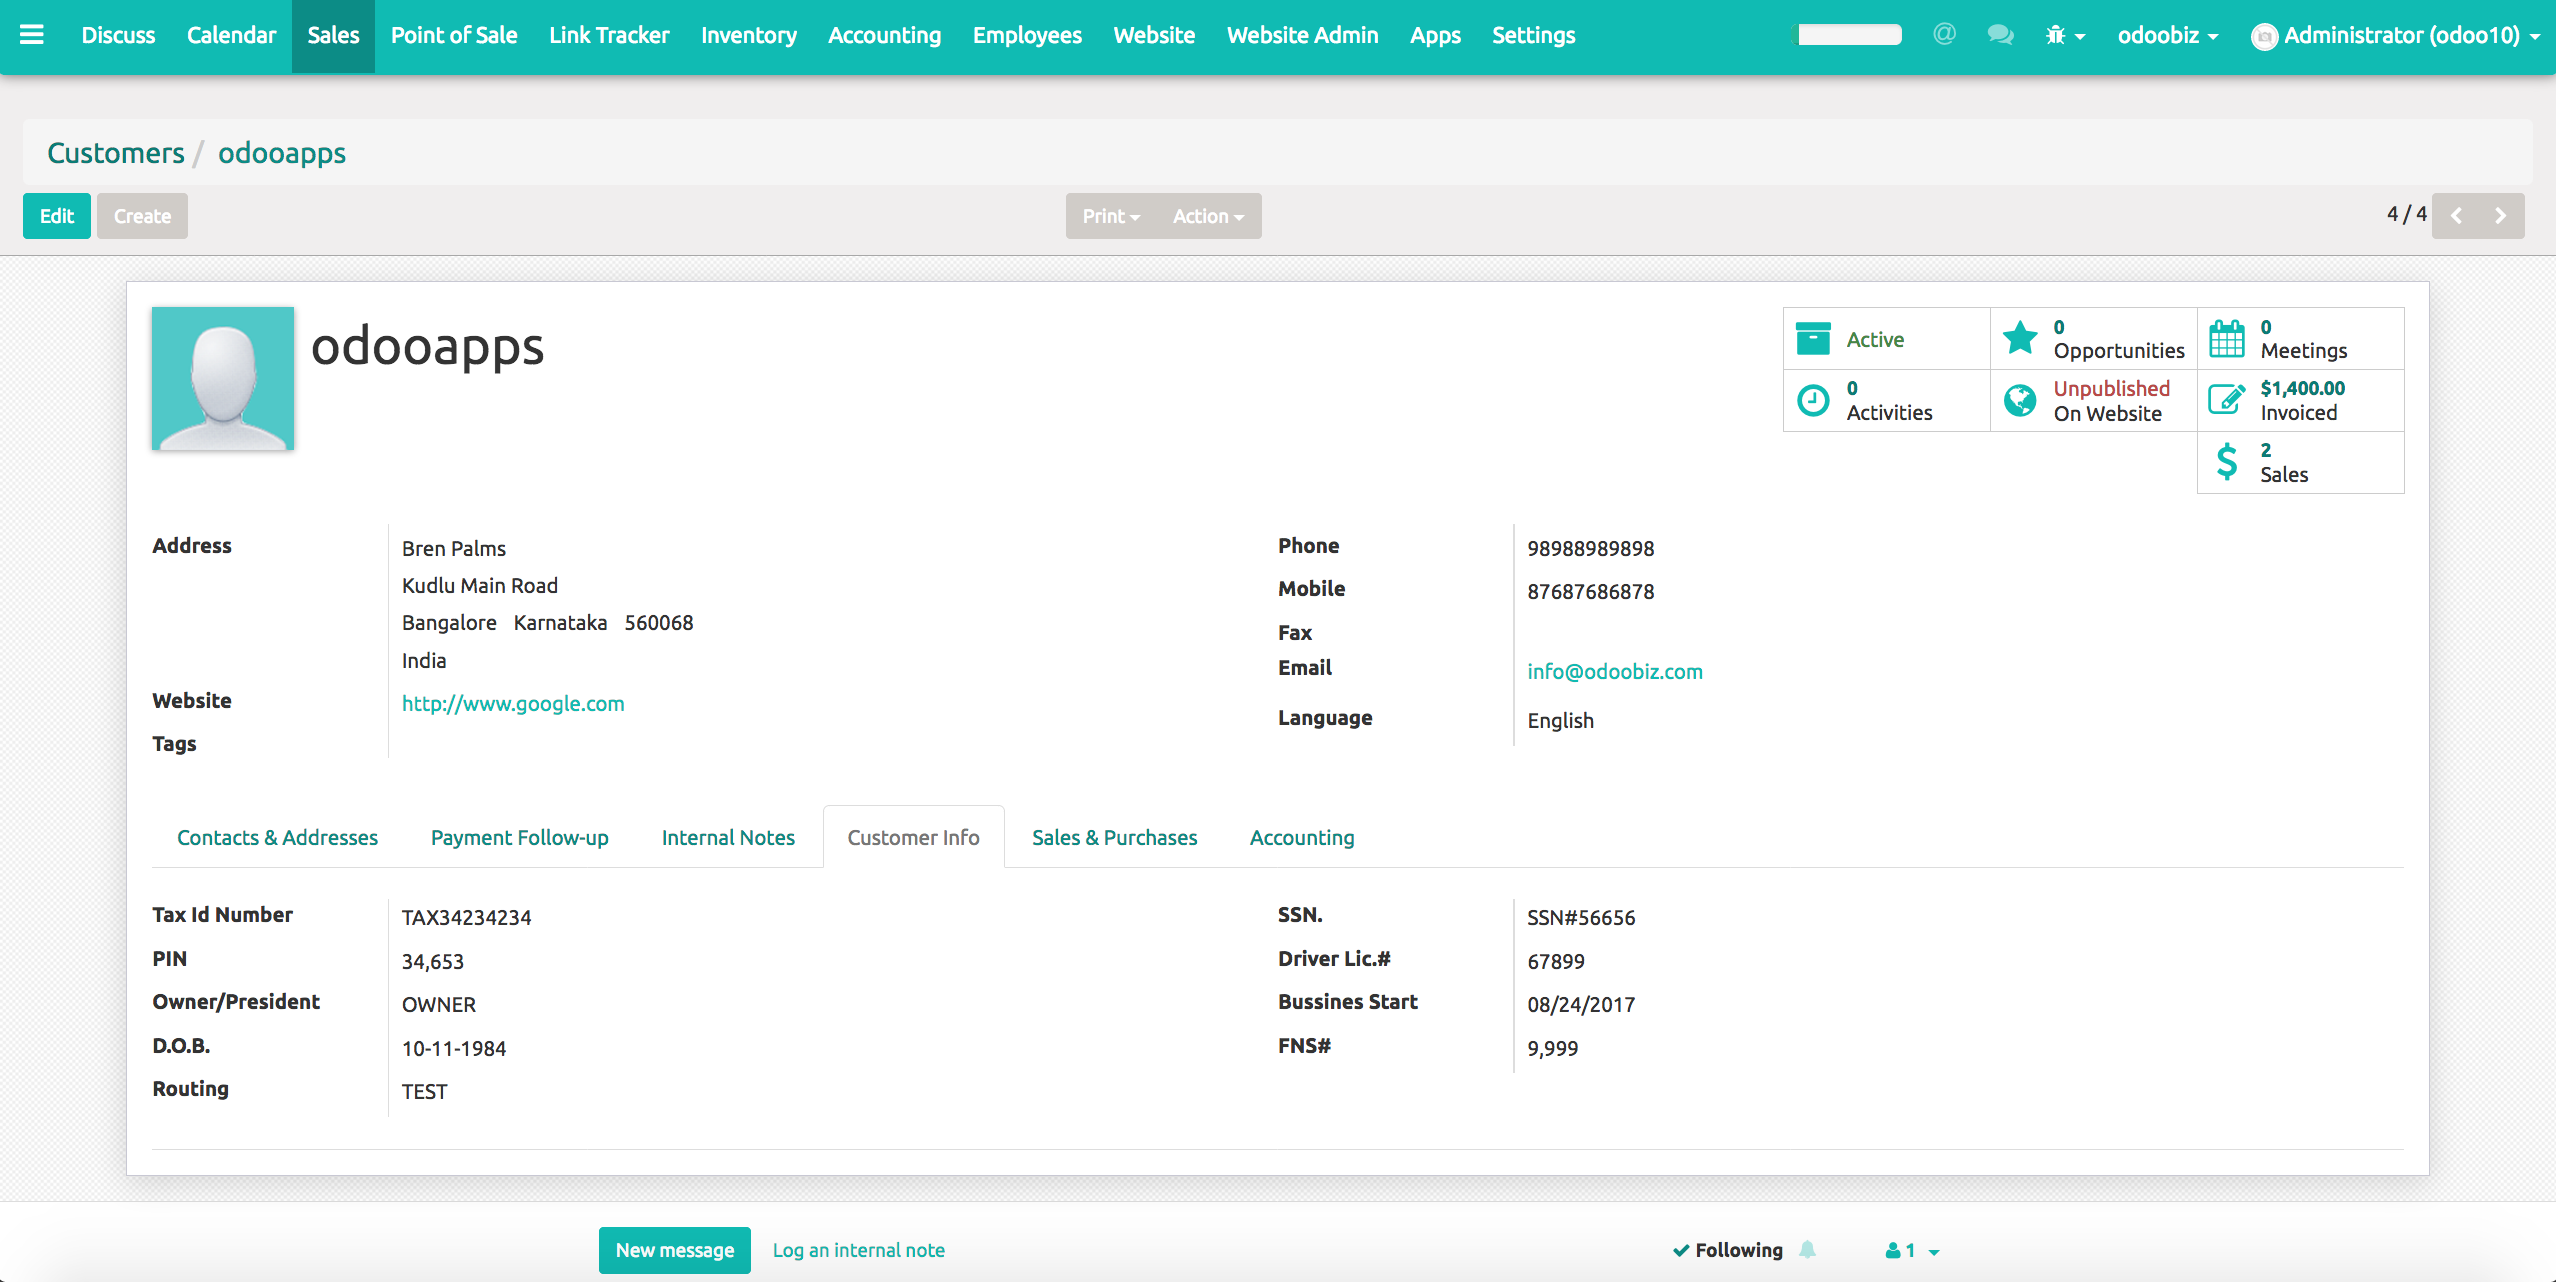 Discuss Calendar Sales Point of Sale Link Tracker Inventory Accounting Employees Website Website Admin Apps Settings @ odoobiz Administrator (odoo10)
Customers / odooapps
Edit Create Print Action 4 / 4
odooapps
Active
0
Opportunities
0
Meetings
0
Activities
Unpublished
On Website
$1,400.00
Invoiced
2
Sales
Address
Bren Palms
Kudlu Main Road
Bangalore Karnataka 560068
India
Website http://www.google.com
Tags
Phone 98988989898
Mobile 87687686878
Fax
Email info@odoobiz.com
Language English
Contacts & Addresses Payment Follow-up Internal Notes Customer Info Sales & Purchases Accounting
Tax Id Number TAX34234234
PIN 34,653
Owner/President OWNER
D.O.B. 10-11-1984
Routing TEST
SSN. SSN#56656
Driver Lic.# 67899
Bussines Start 08/24/2017
FNS# 9,999
New message Log an internal note Following 1